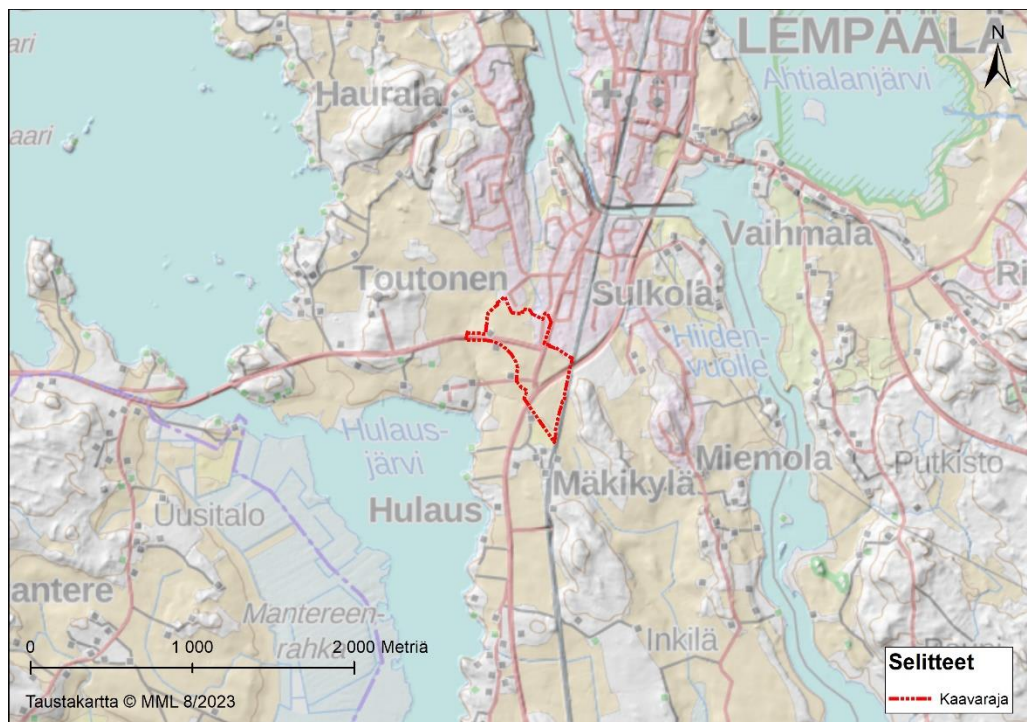 LEMPÄÄLÄ
N
Ahtialanjärvi
Haurala
Vaihmala
Toutonen
Sulkola
Hiiden-
vuolle
Hulaus-
järvi
Miemola
Putkisto
Mäkikylä
Hulaus
Uusitalo
antere
Mantereen-
rahka
Inkilä
0
1 000
2 000 Metriä
Taustakartta © MML 8/2023
Selitteet
Kaavaraja